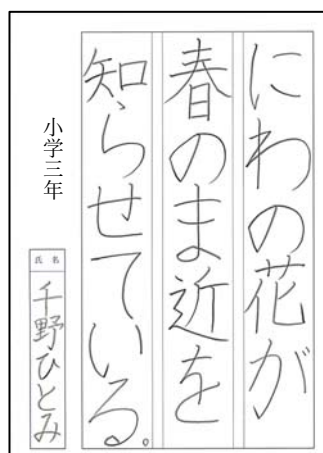 にわの花が
春のま近を
知らせている。
小学三年
氏名
千野ひとみ